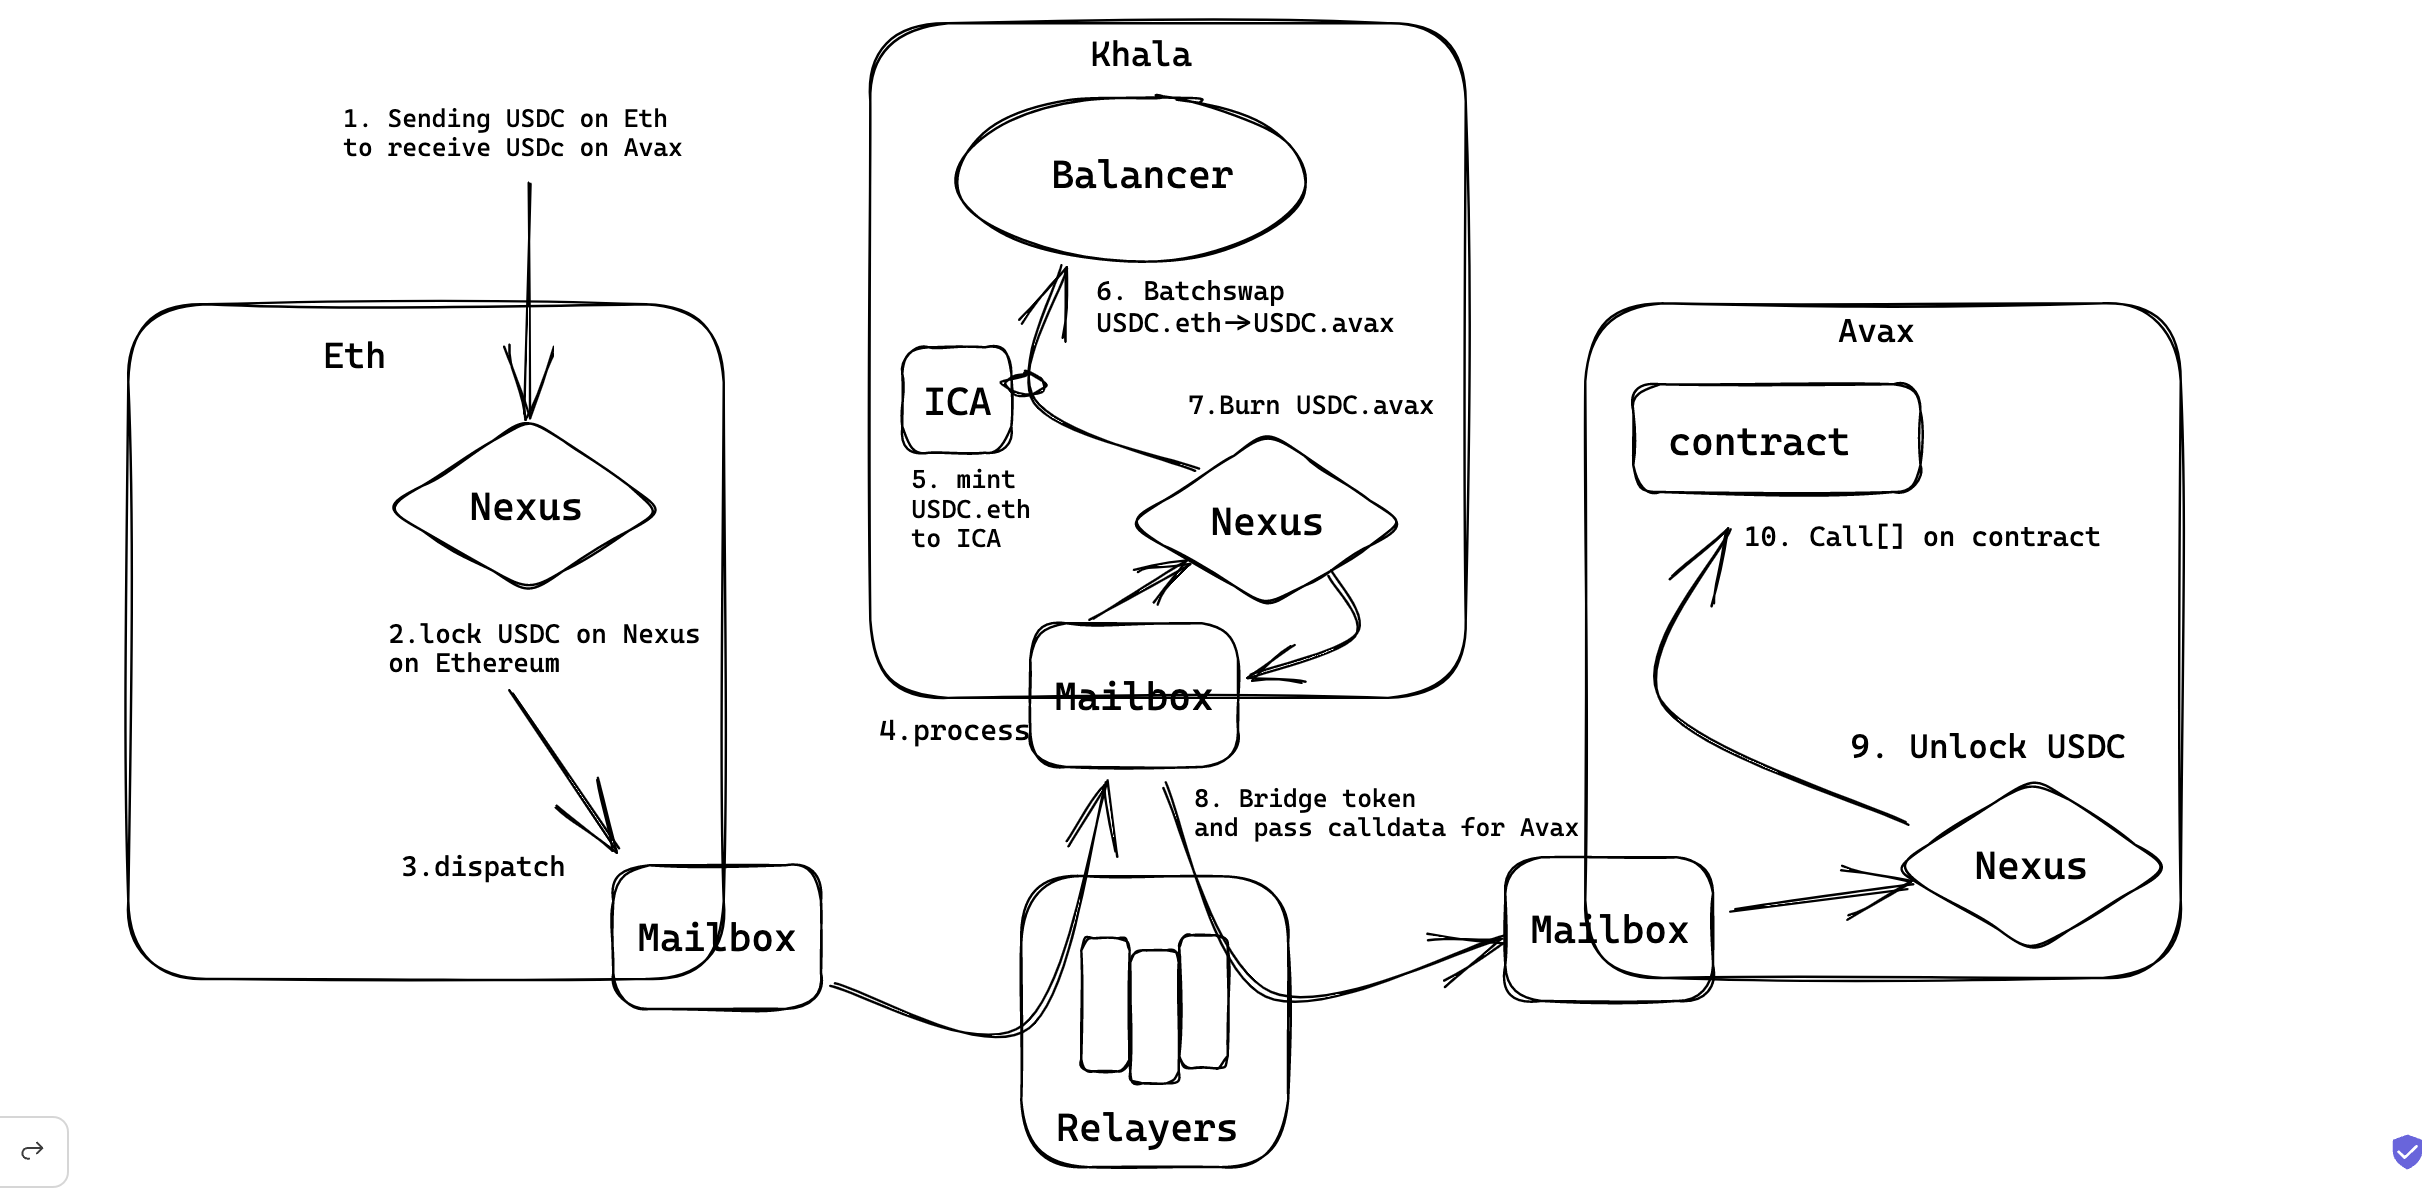 1. Sending USDC on Eth
to receive USDc on Avax
Eth
Nexus
2.lock USDC on Nexus
on Ethereum
3.dispatch
Mailbox
Khala
Balancer
6. Batchswap
USDC.eth→USDC.avax
ICA
7.Burn USDC.avax
5. mint
USDC.eth
to ICA
Nexus
Mailbox
4.process
8. Bridge token
and pass calldata for Avax
Relayers
Avax
contract
10. Call[] on contract
9. Unlock USDC
Nexus
Mailbox